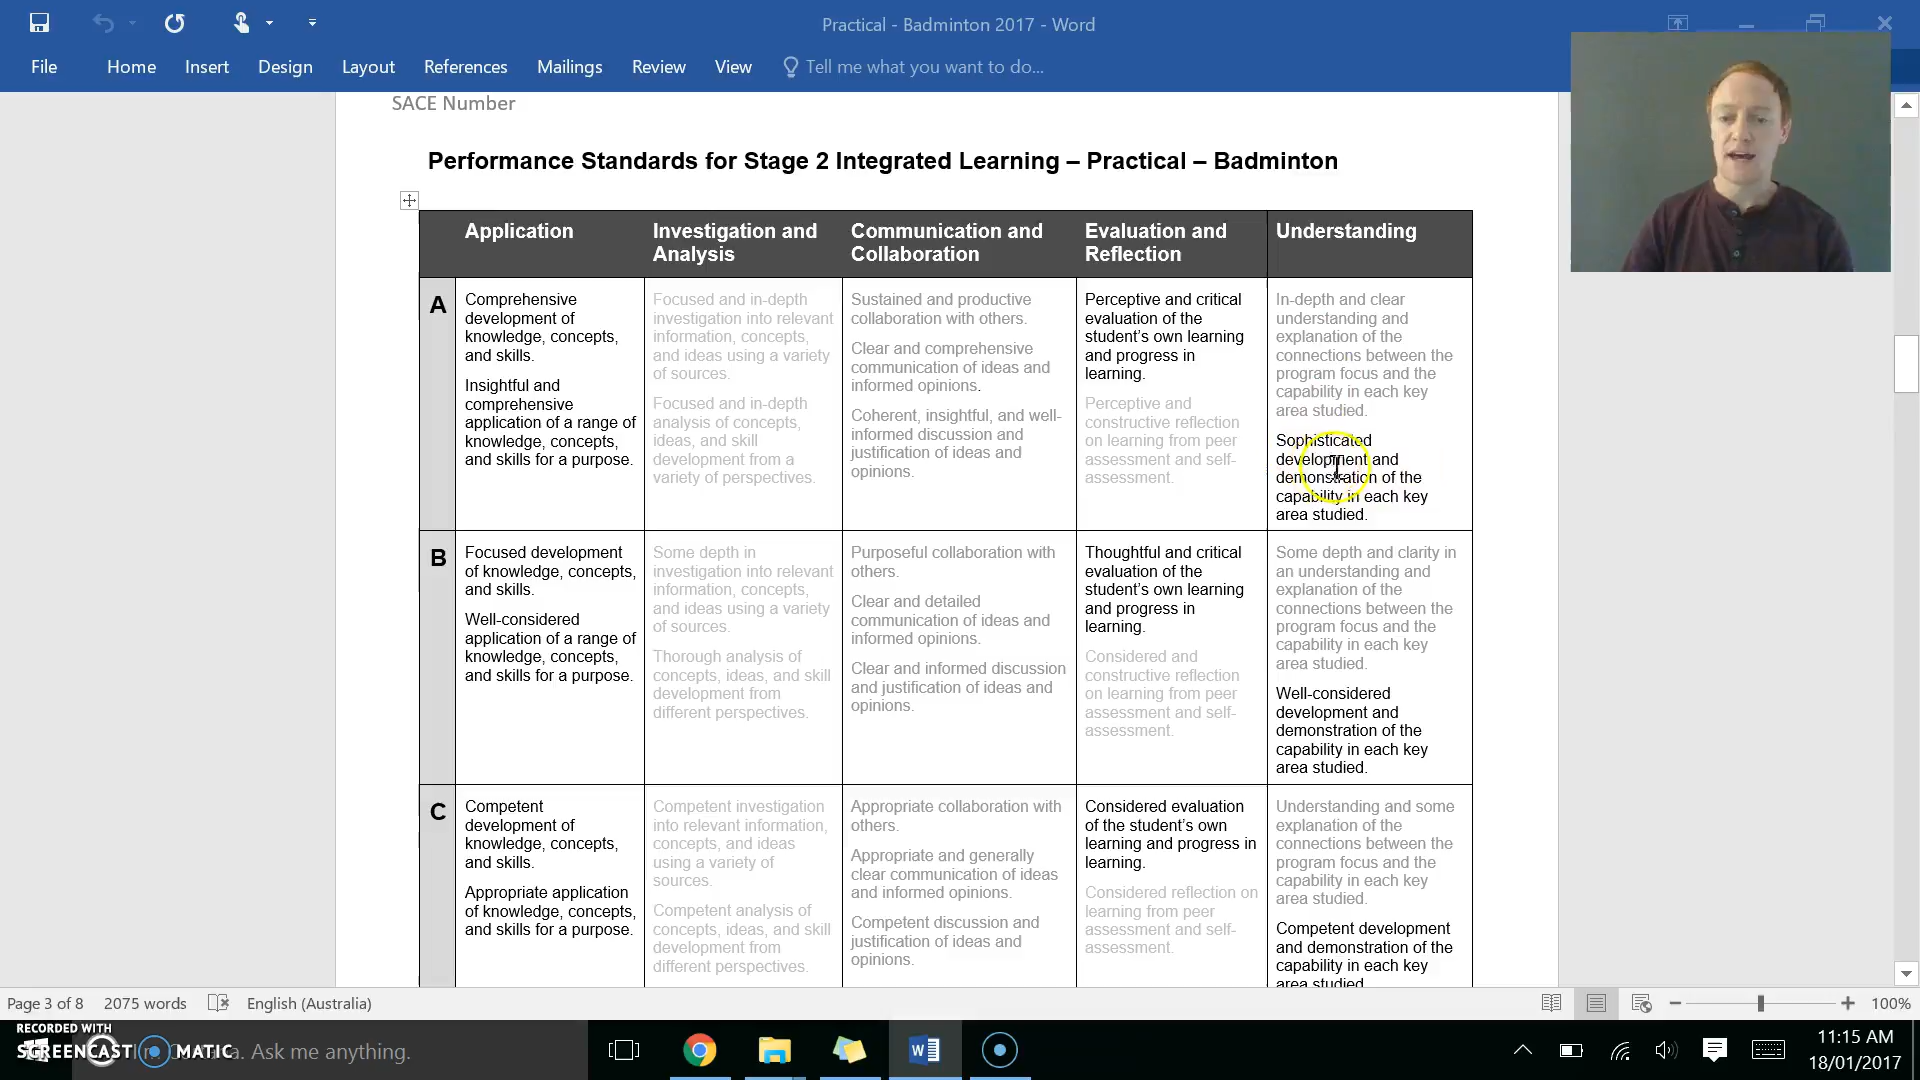 Practical - Badminton 2017 - Word
File Home Insert Design Layout References Mailings Review View Tell me what you want to do...
SACE Number
Performance Standards for Stage 2 Integrated Learning – Practical – Badminton
Application
Investigation and
Analysis
Communication and
Collaboration
Evaluation and
Reflection
Understanding
A
Comprehensive
development of
knowledge, concepts,
and skills.
Insightful and
comprehensive
application of a range of
knowledge, concepts,
and skills for a purpose.
Focused and in-depth
investigation into relevant
information, concepts,
and ideas using a variety
of sources.
Focused and in-depth
analysis of concepts,
ideas, and skill
development from a
variety of perspectives.
Sustained and productive
collaboration with others.
Clear and comprehensive
communication of ideas and
informed opinions.
Coherent, insightful, and well-
informed discussion and
justification of ideas and
opinions.
Perceptive and critical
evaluation of the
student's own learning
and progress in
learning.
Perceptive and
constructive reflection
on learning from peer
assessment and self-
assessment.
In-depth and clear
understanding and
explanation of the
connections between the
program focus and the
capability in each key
area studied.
Sophisticated
development and
demonstration of the
capability in each key
area studied.
B
Focused development
of knowledge, concepts,
and skills.
Well-considered
application of a range of
knowledge, concepts,
and skills for a purpose.
Some depth in
investigation into relevant
information, concepts,
and ideas using a variety
of sources.
Thorough analysis of
concepts, ideas, and skill
development from
different perspectives.
Purposeful collaboration with
others.
Clear and detailed
communication of ideas and
informed opinions.
Clear and informed discussion
and justification of ideas and
opinions.
Thoughtful and critical
evaluation of the
student's own learning
and progress in
learning.
Considered and
constructive reflection
on learning from peer
assessment and self-
assessment.
Some depth and clarity in
an understanding and
explanation of the
connections between the
program focus and the
capability in each key
area studied.
Well-considered
development and
demonstration of the
capability in each key
area studied.
C
Competent
development of
knowledge, concepts,
and skills.
Appropriate application
of knowledge, concepts,
and skills for a purpose.
Competent investigation
into relevant information,
concepts, and ideas
using a variety of
sources.
Competent analysis of
concepts, ideas, and skill
development from
different perspectives.
Appropriate collaboration with
others.
Appropriate and generally
clear communication of ideas
and informed opinions.
Competent discussion and
justification of ideas and
opinions.
Considered evaluation
of the student's own
learning and progress in
learning.
Considered reflection on
learning from peer
assessment and self-
assessment.
Understanding and some
explanation of the
connections between the
program focus and the
capability in each key
area studied.
Competent development
and demonstration of the
capability in each key
area studied.
Page 3 of 8 2075 words English (Australia) 100%
RECORDED WITH
SCREENCAST MATIC
Ask me anything.
11:15 AM
18/01/2017